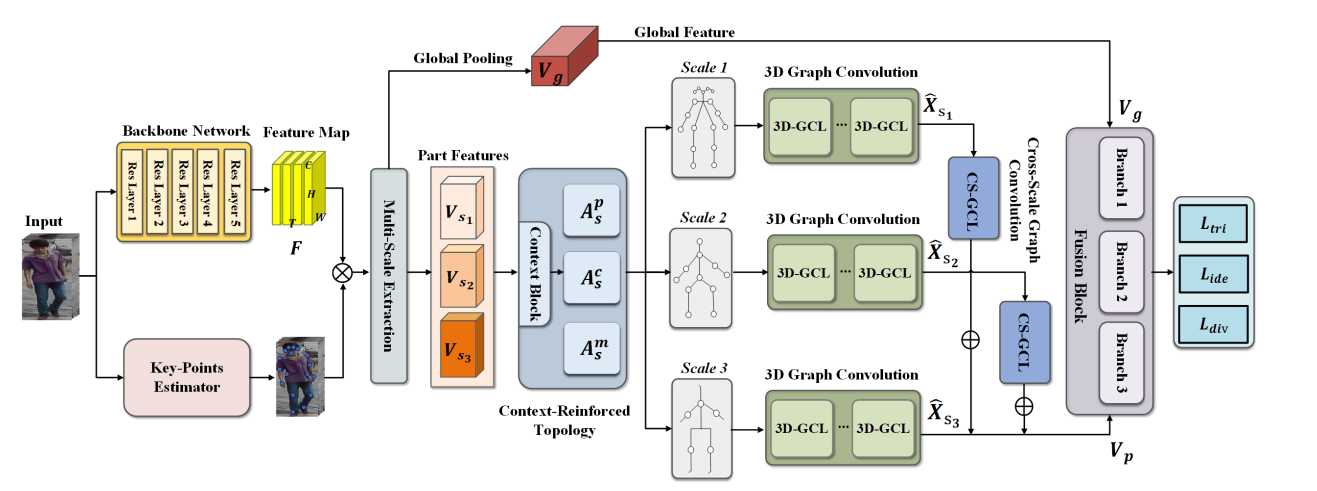 Input
Backbone Network
Res Layer 1
Res Layer 2
Res Layer 3
Res Layer 4
Res Layer 5
Feature Map
C
H
W
T
F
Key-Points
Estimator
Multi-Scale Extraction
Global Pooling
V_g
Global Feature
Part Features
V_{s_1}
V_{s_2}
V_{s_3}
Context Block
A_s^p
A_s^c
A_s^m
Context-Reinforced
Topology
Scale 1
3D Graph Convolution
3D-GCL ... 3D-GCL
X̂_{S_1}
Scale 2
3D Graph Convolution
3D-GCL ... 3D-GCL
X̂_{S_2}
Scale 3
3D Graph Convolution
3D-GCL ... 3D-GCL
X̂_{S_3}
CS-GCL
CS-GCL
Cross-Scale Graph
Convolution
V_g
Fusion Block
Branch 1
Branch 2
Branch 3
V_p
L_{tri}
L_{ide}
L_{div}